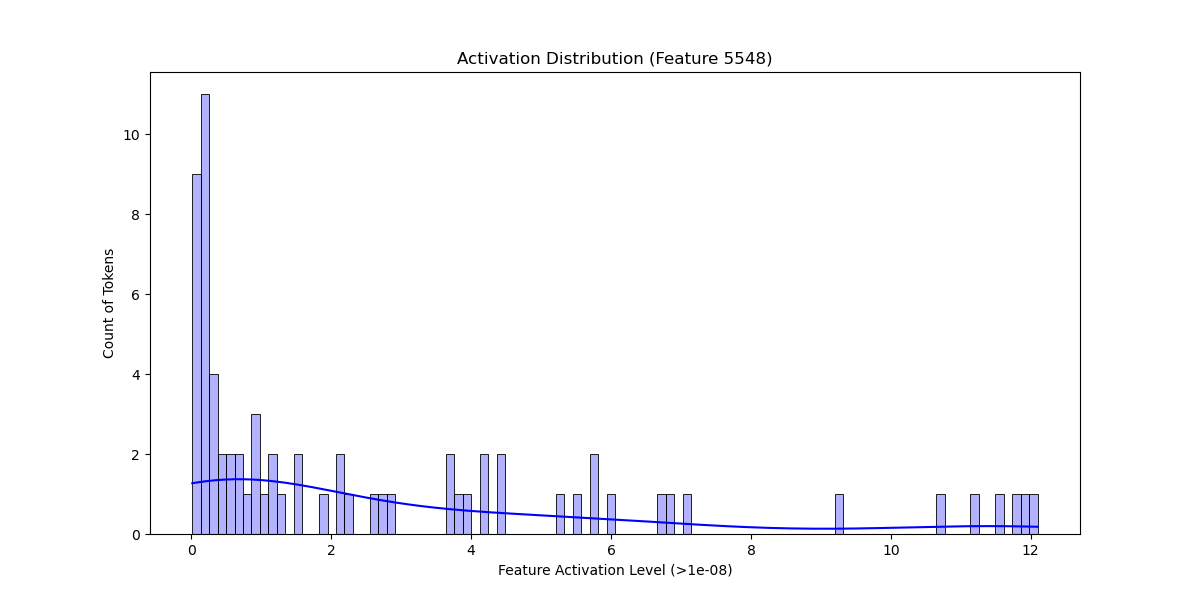 Activation Distribution (Feature 5548)
10
8
6
4
2
0
Count of Tokens
0 2 4 6 8 10 12
Feature Activation Level (>1e-08)